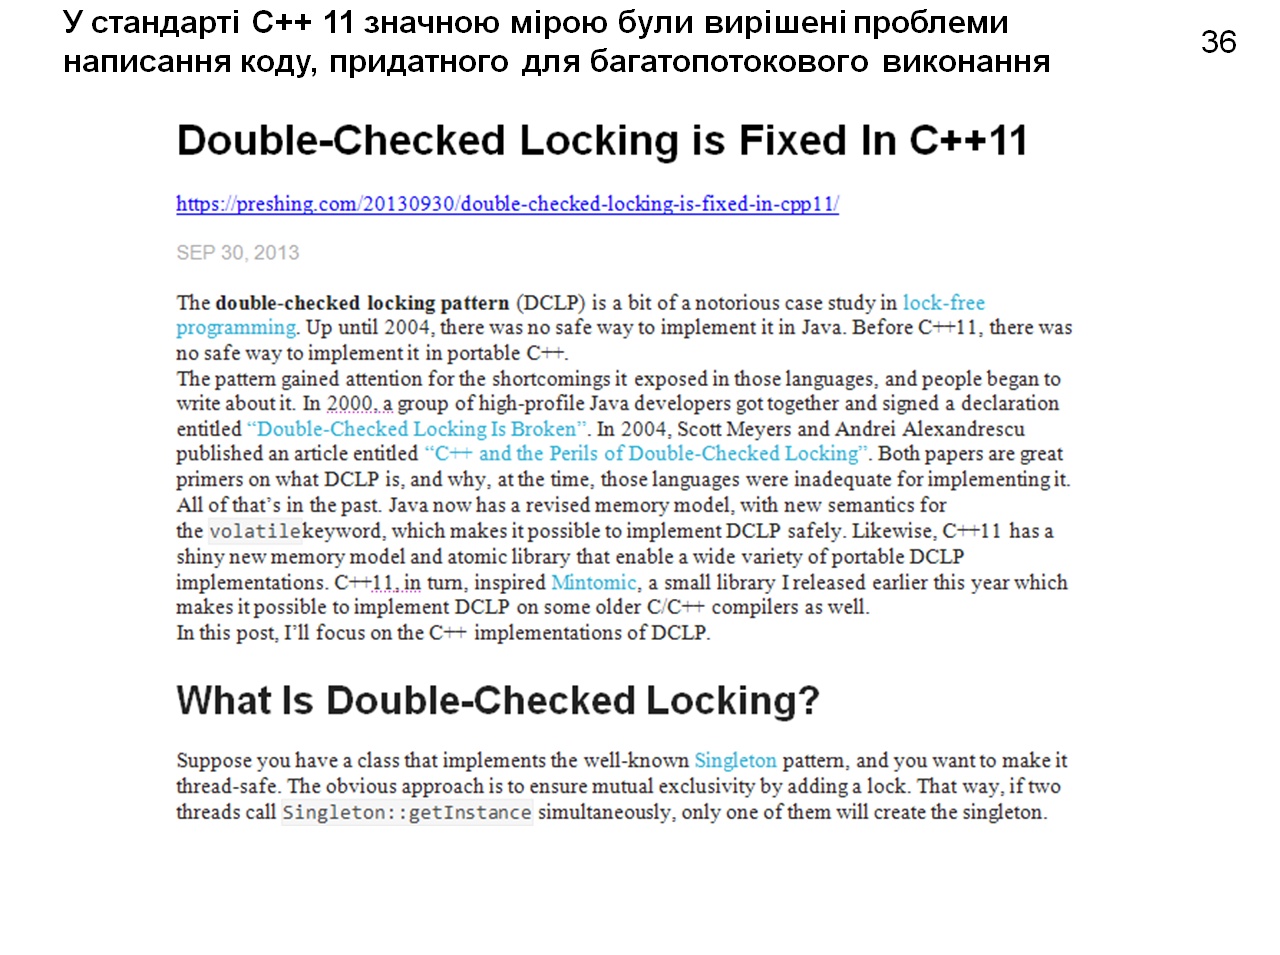 У стандарті C++ 11 значною мірою були вирішені проблеми
написання коду, придатного для багатопотокового виконання
36
Double-Checked Locking is Fixed In C++11
https://preshing.com/20130930/double-checked-locking-is-fixed-in-cpp11/
SEP 30, 2013
The double-checked locking pattern (DCLP) is a bit of a notorious case study in lock-free
programming. Up until 2004, there was no safe way to implement it in Java. Before C++11, there was
no safe way to implement it in portable C++.
The pattern gained attention for the shortcomings it exposed in those languages, and people began to
write about it. In 2000, a group of high-profile Java developers got together and signed a declaration
entitled “Double-Checked Locking Is Broken”. In 2004, Scott Meyers and Andrei Alexandrescu
published an article entitled “C++ and the Perils of Double-Checked Locking”. Both papers are great
primers on what DCLP is, and why, at the time, those languages were inadequate for implementing it.
All of that’s in the past. Java now has a revised memory model, with new semantics for
the volatile keyword, which makes it possible to implement DCLP safely. Likewise, C++11 has a
shiny new memory model and atomic library that enable a wide variety of portable DCLP
implementations. C++11, in turn, inspired Mintomic, a small library I released earlier this year which
makes it possible to implement DCLP on some older C/C++ compilers as well.
In this post, I’ll focus on the C++ implementations of DCLP.
What Is Double-Checked Locking?
Suppose you have a class that implements the well-known Singleton pattern, and you want to make it
thread-safe. The obvious approach is to ensure mutual exclusivity by adding a lock. That way, if two
threads call Singleton::getInstance simultaneously, only one of them will create the singleton.